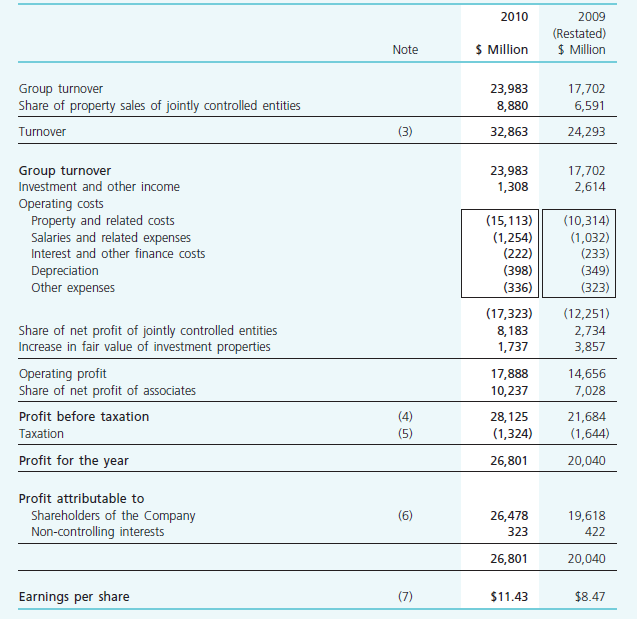 2010 2009
(Restated)
Note $ Million $ Million
Group turnover 23,983 17,702
Share of property sales of jointly controlled entities 8,880 6,591
Turnover (3) 32,863 24,293
Group turnover 23,983 17,702
Investment and other income 1,308 2,614
Operating costs
Property and related costs (15,113) (10,314)
Salaries and related expenses (1,254) (1,032)
Interest and other finance costs (222) (233)
Depreciation (398) (349)
Other expenses (336) (323)
(17,323) (12,251)
Share of net profit of jointly controlled entities 8,183 2,734
Increase in fair value of investment properties 1,737 3,857
Operating profit 17,888 14,656
Share of net profit of associates 10,237 7,028
Profit before taxation (4) 28,125 21,684
Taxation (5) (1,324) (1,644)
Profit for the year 26,801 20,040
Profit attributable to
Shareholders of the Company (6) 26,478 19,618
Non-controlling interests 323 422
26,801 20,040
Earnings per share (7) $11.43 $8.47